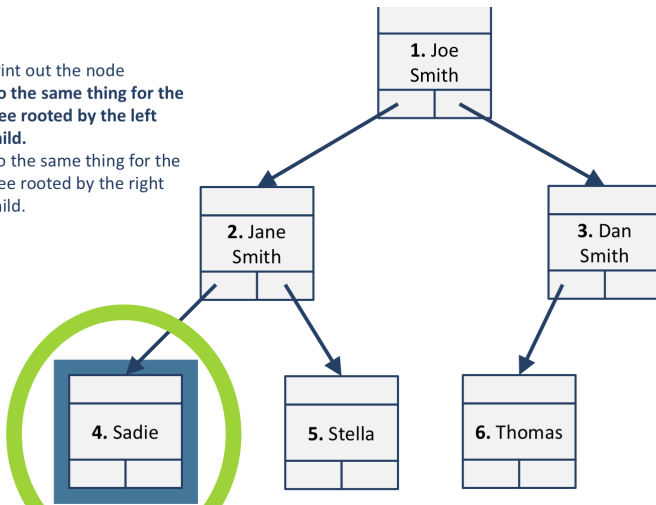 int out the node
o the same thing for the
ee rooted by the left
ild.
o the same thing for the
ee rooted by the right
ild.
1. Joe
Smith
2. Jane
Smith
3. Dan
Smith
4. Sadie
5. Stella
6. Thomas